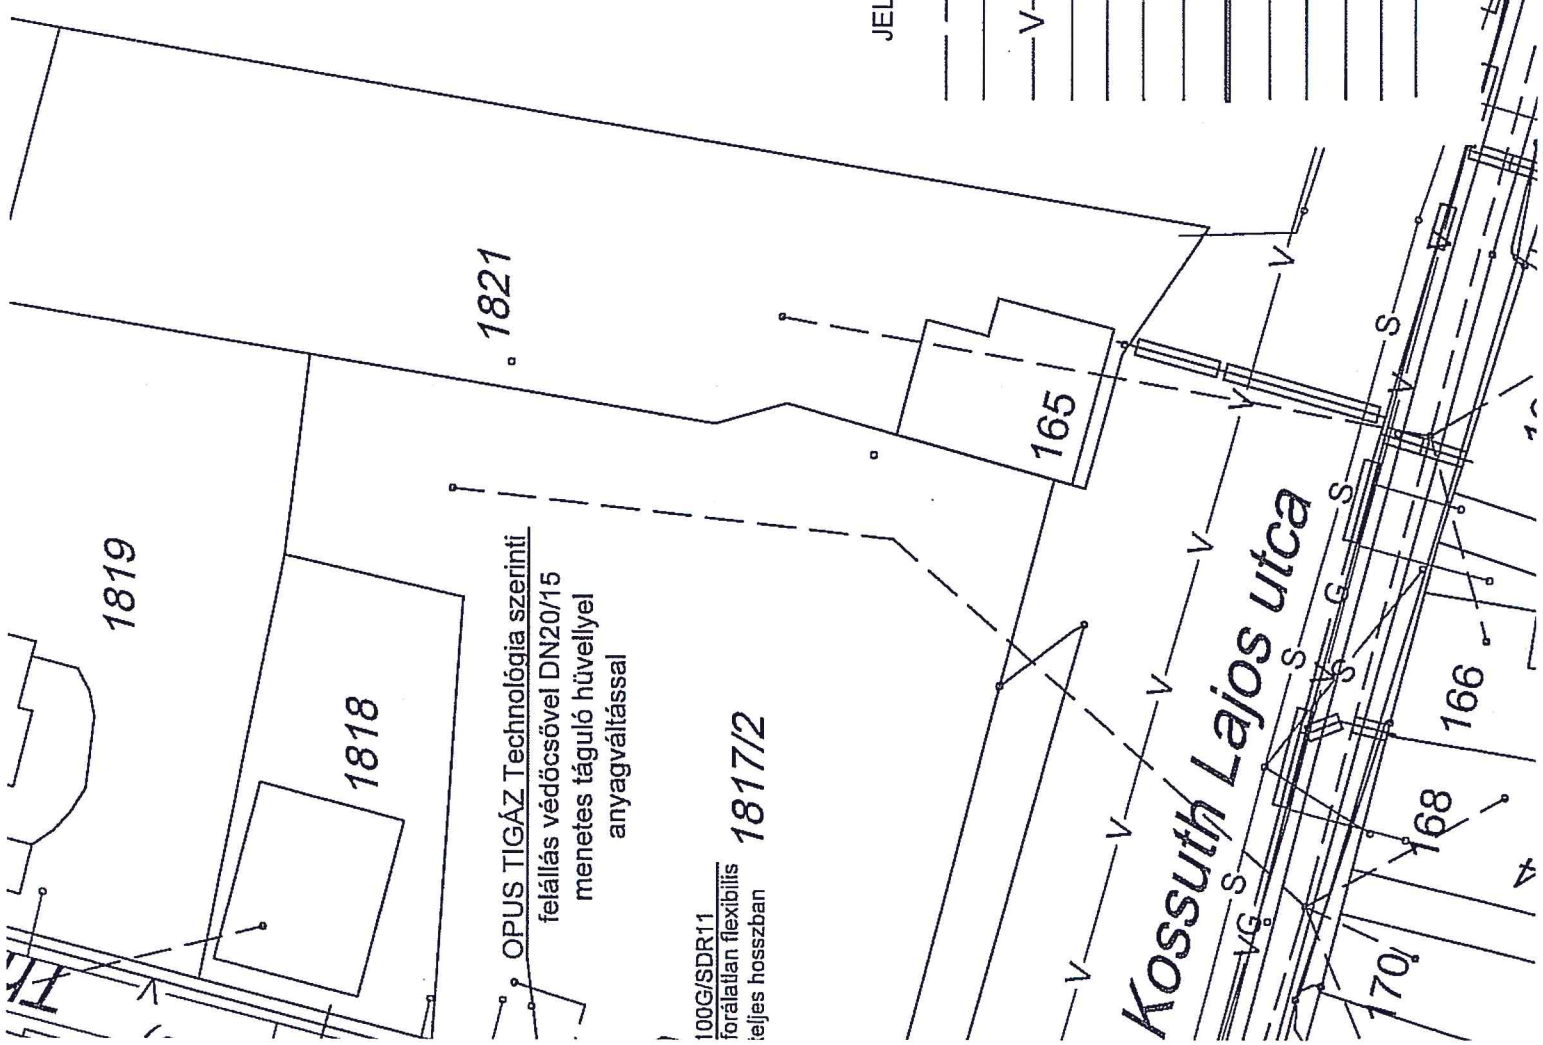 JEL
1821
165
1819
1818
OPUS TIGÁZ Technológia szerinti
felállás védőcsővel DN20/15
menetes táguló hüvellyel
anyagváltással
1817/2
100G/SDR11
forálatlan flexibilis
teljes hosszban
Kossuth Lajos utca
166
168
170
V
V
V
V
V
V
V
V
S
S
S
S
G
VG